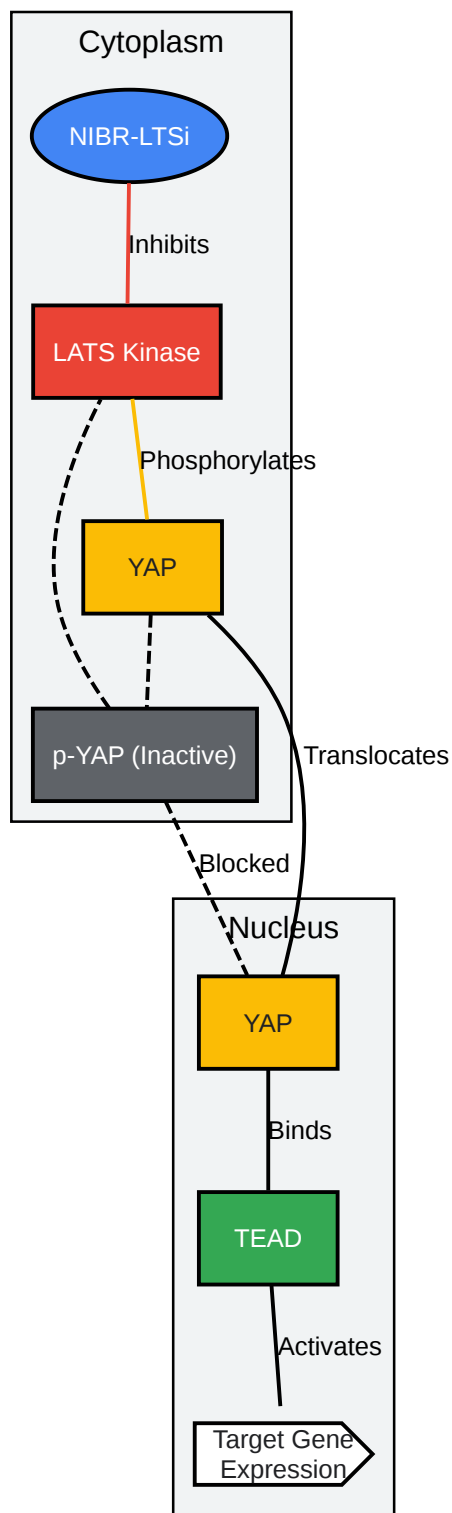 Cytoplasm
NIBR-LTSi
Inhibits
LATS Kinase
Phosphorylates
YAP
p-YAP (Inactive)
Translocates
Blocked
Nucleus
YAP
Binds
TEAD
Activates
Target Gene
Expression